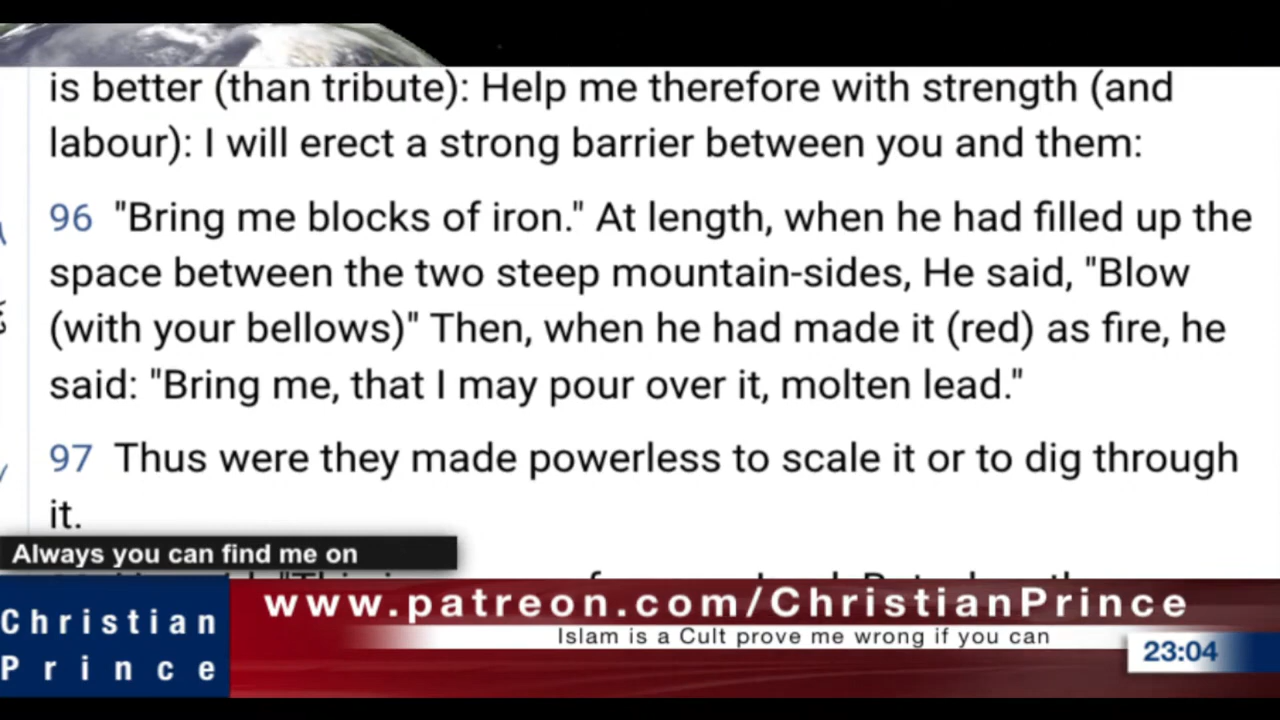 is better (than tribute): Help me therefore with strength (and
labour): I will erect a strong barrier between you and them:
96 "Bring me blocks of iron." At length, when he had filled up the
space between the two steep mountain-sides, He said, "Blow
(with your bellows)" Then, when he had made it (red) as fire, he
said: "Bring me, that I may pour over it, molten lead."
97 Thus were they made powerless to scale it or to dig through
it.
Always you can find me on
Christian
Prince
www.patreon.com/ChristianPrince
Islam is a Cult prove me wrong if you can
23:04